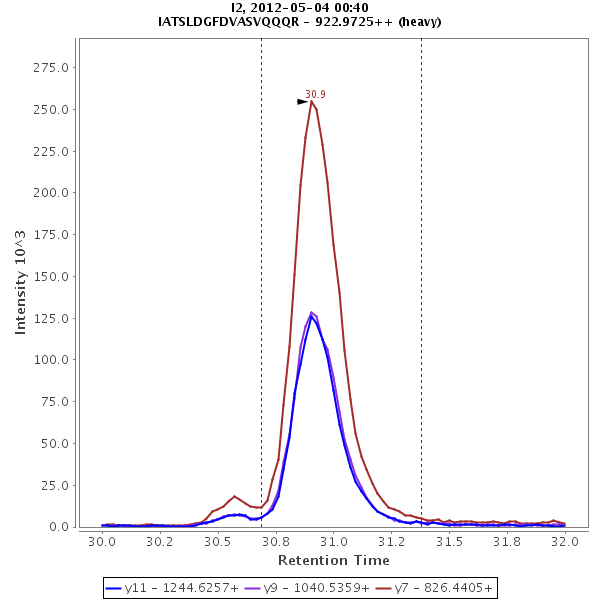 I2, 2012-05-04 00:40
IATSLDGFDVASVQQQR - 922.9725++ (heavy)
30.9
275.0
250.0
225.0
200.0
175.0
150.0
125.0
100.0
75.0
50.0
25.0
0.0
Intensity 10^3
30.0 30.2 30.5 30.8 31.0 31.2 31.5 31.8 32.0
Retention Time
y11 - 1244.6257+ y9 - 1040.5359+ y7 - 826.4405+